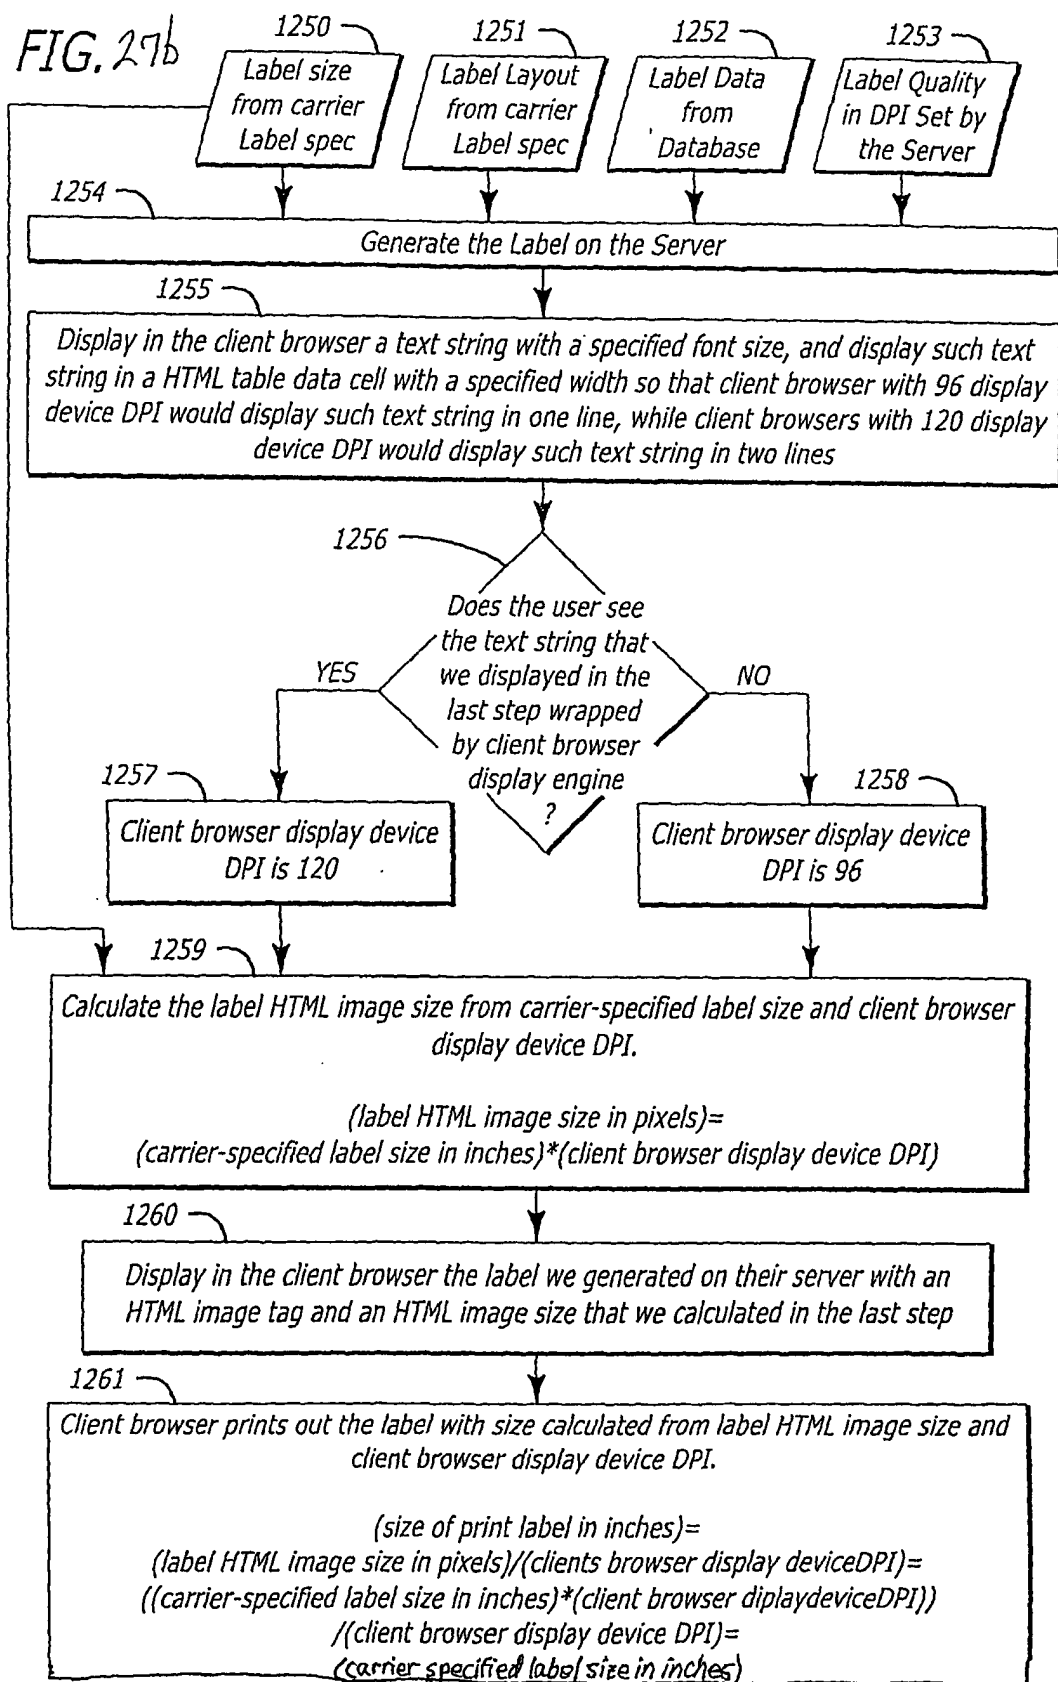 FIG. 27b
1250
1251
1252
1253
Label size
from carrier
Label spec
Label Layout
from carrier
Label spec
Label Data
from
Database
Label Quality
in DPI Set by
the Server
1254
Generate the Label on the Server
1255
Display in the client browser a text string with a specified font size, and display such text
string in a HTML table data cell with a specified width so that client browser with 96 display
device DPI would display such text string in one line, while client browsers with 120 display
device DPI would display such text string in two lines
1256
Does the user see
the text string that
we displayed in the
last step wrapped
by client browser
display engine
?
YES
NO
1257
Client browser display device
DPI is 120
1258
Client browser display device
DPI is 96
1259
Calculate the label HTML image size from carrier-specified label size and client browser
display device DPI.
(label HTML image size in pixels)=
(carrier-specified label size in inches)*(client browser display device DPI)
1260
Display in the client browser the label we generated on their server with an
HTML image tag and an HTML image size that we calculated in the last step
1261
Client browser prints out the label with size calculated from label HTML image size and
client browser display device DPI.
(size of print label in inches)=
(label HTML image size in pixels)/(clients browser display deviceDPI)=
((carrier-specified label size in inches)*(client browser diplaydeviceDPI))
/(client browser display device DPI)=
(carrier specified label size in inches)